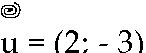 u = (2; - 3)